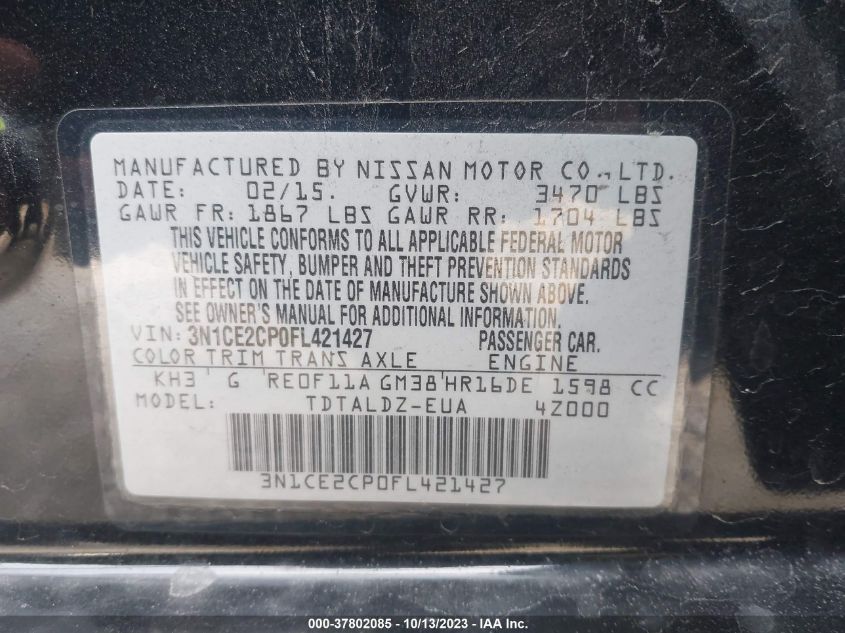 MANUFACTURED BY NISSAN MOTOR CO.,LTD.
DATE: 02/15. GVWR: 3470 LBS
GAWR FR: 1867 LBS GAWR RR: 1704 LBS
THIS VEHICLE CONFORMS TO ALL APPLICABLE FEDERAL MOTOR
VEHICLE SAFETY, BUMPER AND THEFT PREVENTION STANDARDS
IN EFFECT ON THE DATE OF MANUFACTURE SHOWN ABOVE.
SEE OWNER'S MANUAL FOR ADDITIONAL INFORMATION.
VIN: 3N1CE2CP0FL421427 PASSENGER CAR.
COLOR TRIM TRANS AXLE ENGINE
KH3 G RE0F11A GM38 HR16DE 1598 CC
MODEL: TDTALDZ-EUA 4Z000
3N1CE2CP0FL421427
000-37802085 - 10/13/2023 - IAA